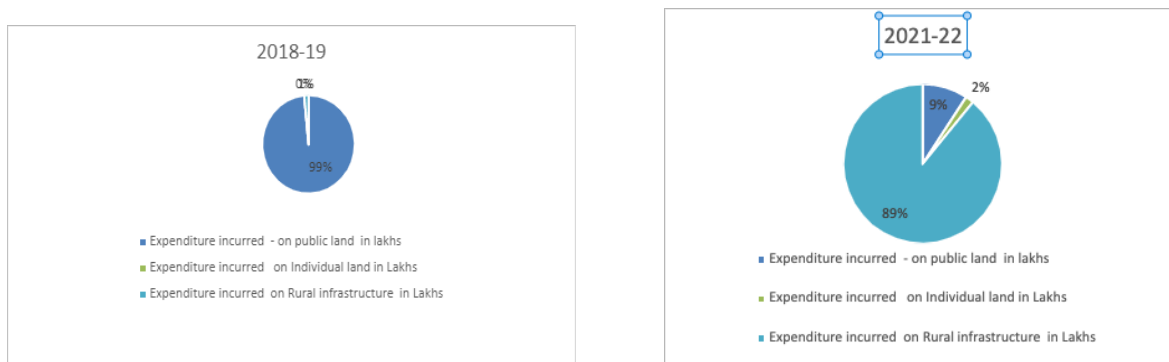 2018-19
99%
Expenditure incurred - on public land in lakhs
Expenditure incurred on Individual land in Lakhs
Expenditure incurred on Rural infrastructure in Lakhs
2021-22
9%
2%
89%
Expenditure incurred - on public land in lakhs
Expenditure incurred on Individual land in Lakhs
Expenditure incurred on Rural infrastructure in Lakhs